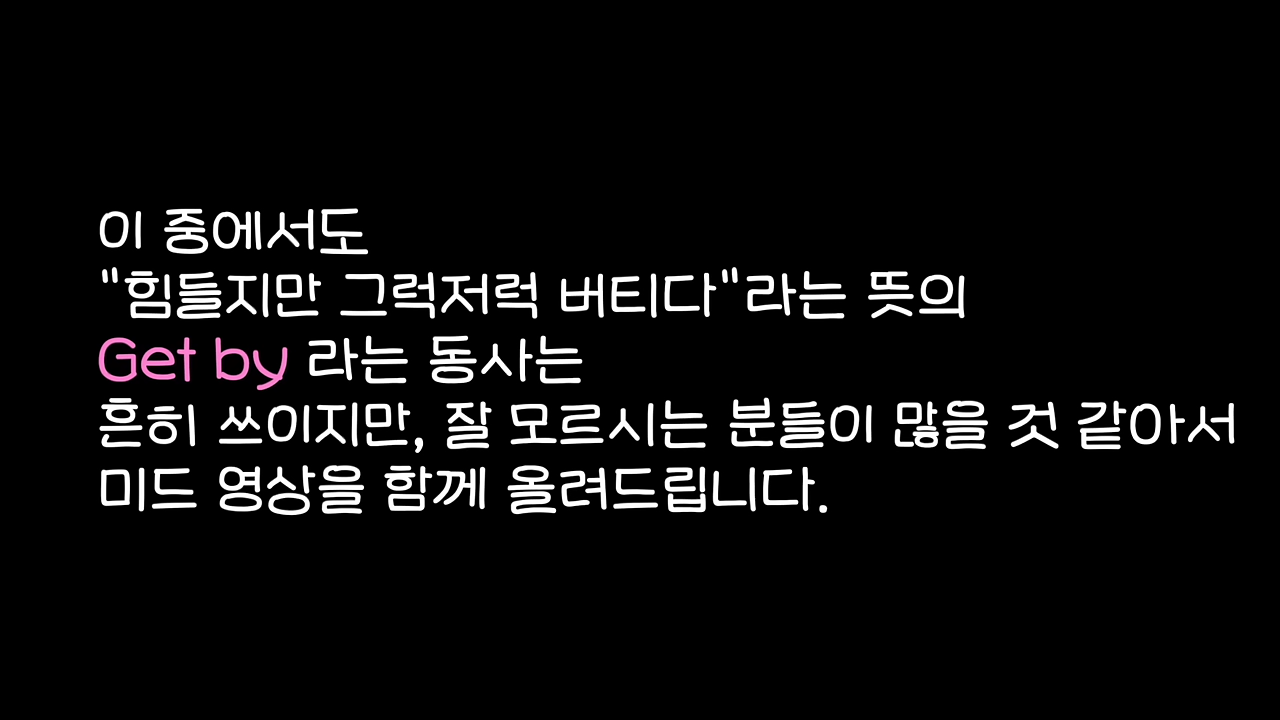 이 중에서도
"힘들지만 그럭저럭 버티다"라는 뜻의
Get by 라는 동사는
흔히 쓰이지만, 잘 모르시는 분들이 많을 것 같아서
미드 영상을 함께 올려드립니다.